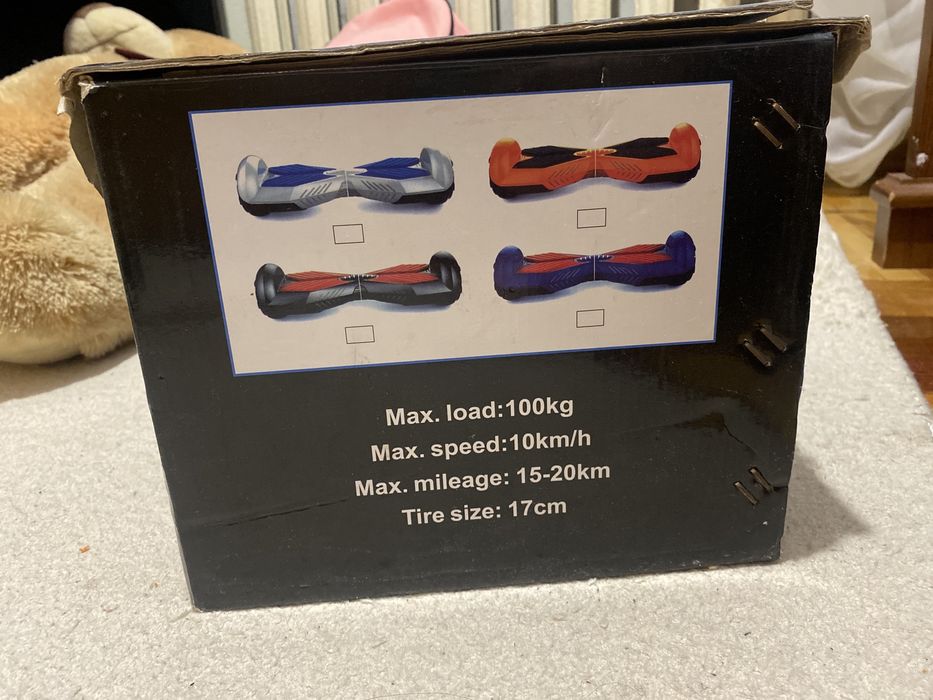 Max. load:100kg
Max. speed:10km/h
Max. mileage: 15-20km
Tire size: 17cm